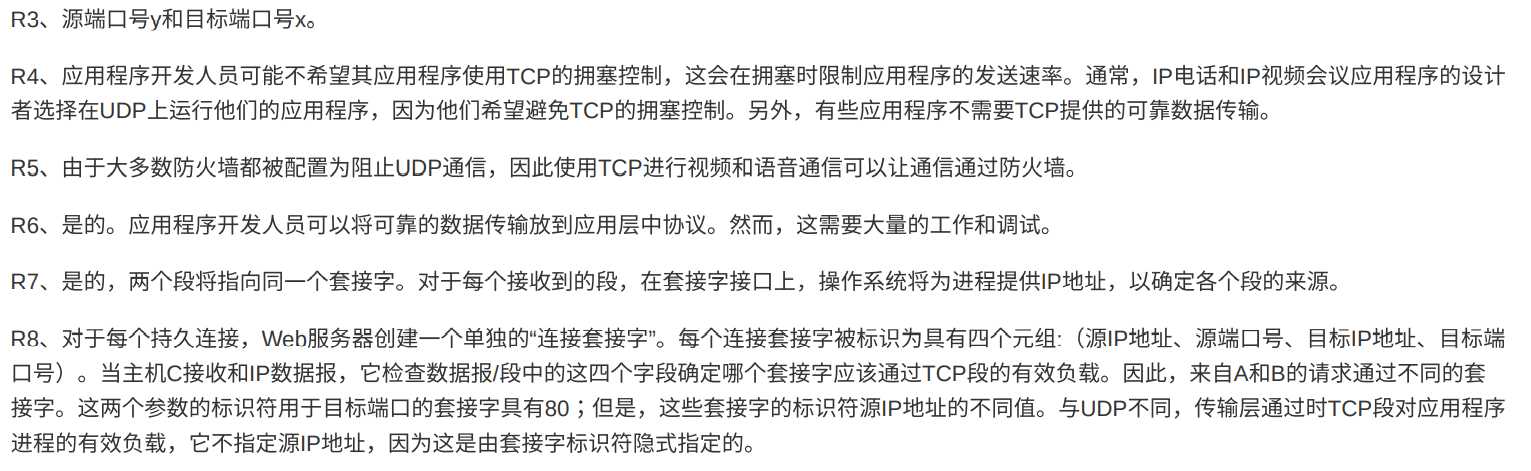 R3、源端口号y和目标端口号x。
R4、应用程序开发人员可能不希望其应用程序使用TCP的拥塞控制，这会在拥塞时限制应用程序的发送速率。通常，IP电话和IP视频会议应用程序的设计
者选择在UDP上运行他们的应用程序，因为他们希望避免TCP的拥塞控制。另外，有些应用程序不需要TCP提供的可靠数据传输。
R5、由于大多数防火墙都被配置为阻止UDP通信，因此使用TCP进行视频和语音通信可以让通信通过防火墙。
R6、是的。应用程序开发人员可以将可靠的数据传输放到应用层中协议。然而，这需要大量的工作和调试。
R7、是的，两个段将指向同一个套接字。对于每个接收到的段，在套接字接口上，操作系统将为进程提供IP地址，以确定各个段的来源。
R8、对于每个持久连接，Web服务器创建一个单独的“连接套接字”。每个连接套接字被标识为具有四个元组:（源IP地址、源端口号、目标IP地址、目标端
口号）。当主机C接收和IP数据报，它检查数据报/段中的这四个字段确定哪个套接字应该通过TCP段的有效负载。因此，来自A和B的请求通过不同的套
接字。这两个参数的标识符用于目标端口的套接字具有80；但是，这些套接字的标识符源IP地址的不同值。与UDP不同，传输层通过时TCP段对应用程序
进程的有效负载，它不指定源IP地址，因为这是由套接字标识符隐式指定的。